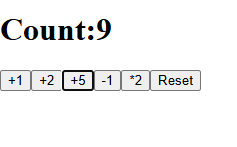 Count:9
+1 +2 +5 -1 *2 Reset